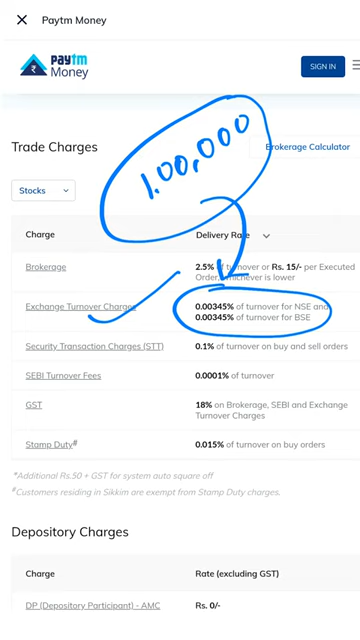 Paytm Money
paytm
Money
SIGN IN
1,00,000
Trade Charges
Brokerage Calculator
Stocks
Charge
Delivery Rate
Brokerage
2.5% of turnover or Rs. 15/- per Executed
Order, whichever is lower
Exchange Turnover Charges
0.00345% of turnover for NSE and
0.00345% of turnover for BSE
Security Transaction Charges (STT)
0.1% of turnover on buy and sell orders
SEBI Turnover Fees
0.0001% of turnover
GST
18% on Brokerage, SEBI and Exchange
Turnover Charges
Stamp Duty#
0.015% of turnover on buy orders
*Additional Rs.50 + GST for system auto square off
#Customers residing in Sikkim are exempt from Stamp Duty charges.
Depository Charges
Charge
Rate (excluding GST)
DP (Depository Participant) - AMC
Rs. 0/-